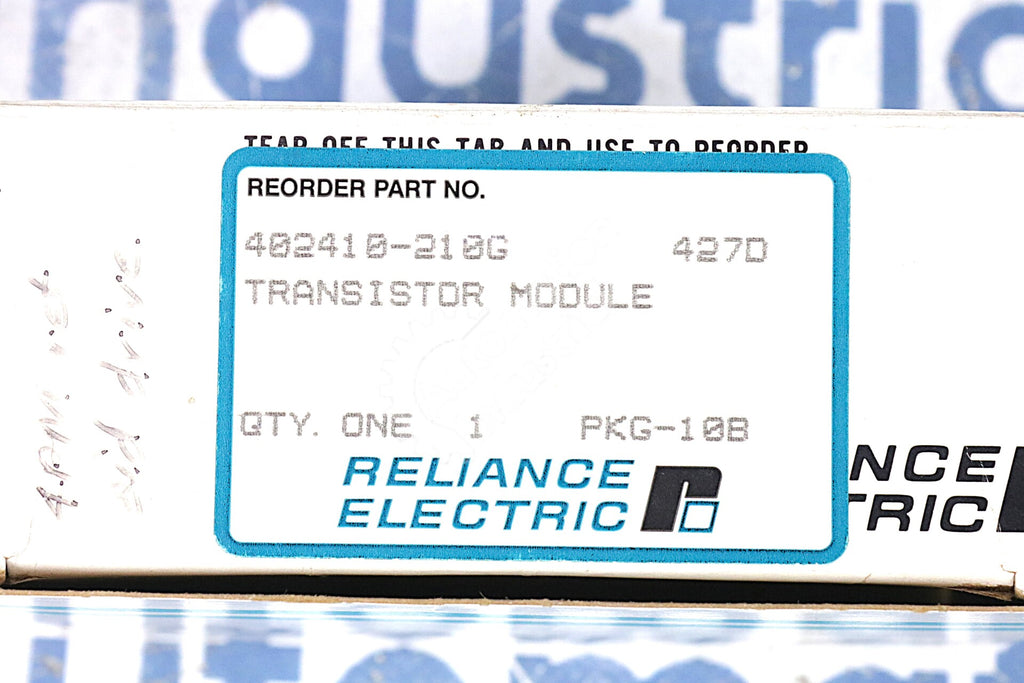 TEAR OFF THIS TAB AND USE TO REORDER
REORDER PART NO.
402410-210G 427D
TRANSISTOR MODULE
QTY. ONE 1 PKG-10B
RELIANCE
ELECTRIC
NCE
TRIC